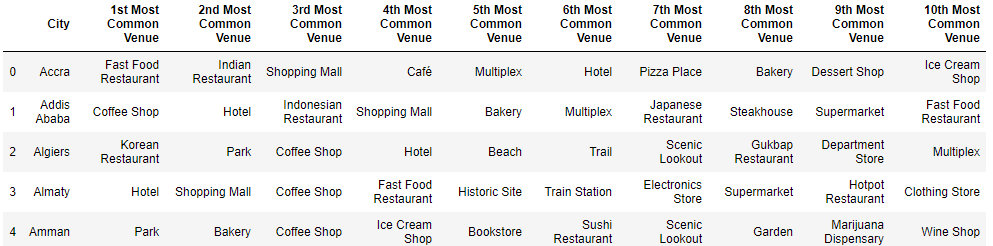 City 1st Most Common Venue 2nd Most Common Venue 3rd Most Common Venue 4th Most Common Venue 5th Most Common Venue 6th Most Common Venue 7th Most Common Venue 8th Most Common Venue 9th Most Common Venue 10th Most Common Venue
0 Accra Fast Food Restaurant Indian Restaurant Shopping Mall Café Multiplex Hotel Pizza Place Bakery Dessert Shop Ice Cream Shop
1 Addis Ababa Coffee Shop Hotel Indonesian Restaurant Shopping Mall Bakery Multiplex Japanese Restaurant Steakhouse Supermarket Fast Food Restaurant
2 Algiers Korean Restaurant Park Coffee Shop Hotel Beach Trail Scenic Lookout Gukbap Restaurant Department Store Multiplex
3 Almaty Hotel Shopping Mall Coffee Shop Fast Food Restaurant Historic Site Train Station Electronics Store Supermarket Hotpot Restaurant Clothing Store
4 Amman Park Bakery Coffee Shop Ice Cream Shop Bookstore Sushi Restaurant Scenic Lookout Garden Marijuana Dispensary Wine Shop